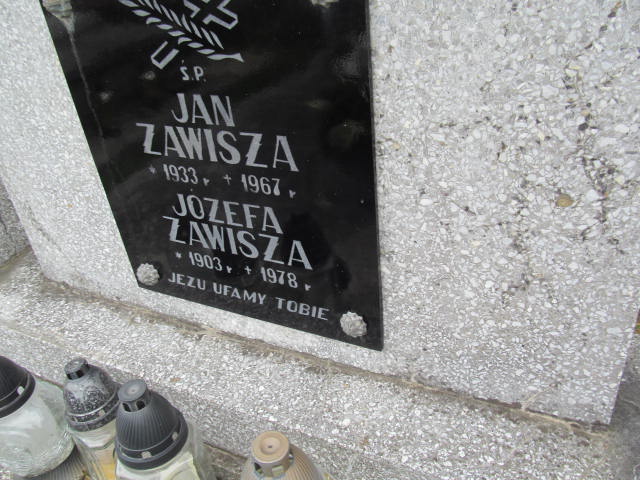 Ś.P.
JAN
ZAWISZA
* 1933 r + 1967 r
JÓZEFA
ZAWISZA
* 1903 r + 1978 r
JEZU UFAMY TOBIE